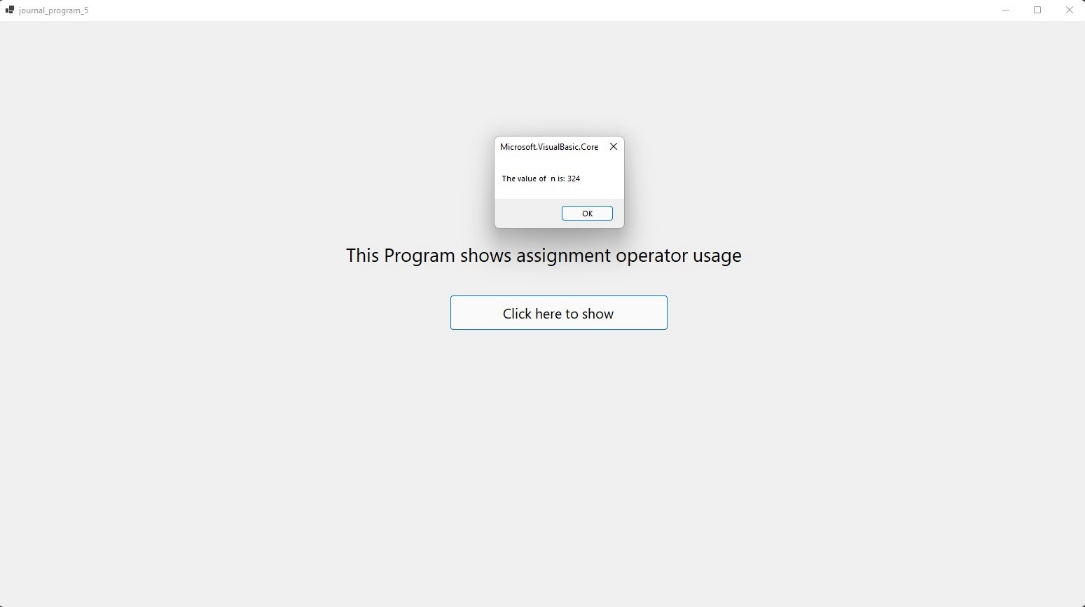 journal_program_5
Microsoft.VisualBasic.Core
The value of  n is: 324
OK
This Program shows assignment operator usage
Click here to show